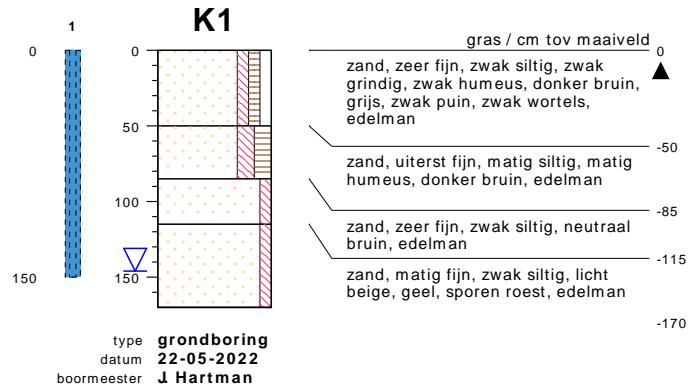 K1
1
gras / cm tov maaiveld
0
0
0
zand, zeer fijn, zwak siltig, zwak
grindig, zwak humeus, donker bruin,
grijs, zwak puin, zwak wortels,
edelman
50
-50
zand, uiterst fijn, matig siltig, matig
humeus, donker bruin, edelman
-85
100
zand, zeer fijn, zwak siltig, neutraal
bruin, edelman
-115
150
150
zand, matig fijn, zwak siltig, licht
beige, geel, sporen roest, edelman
-170
type grondboring
datum 22-05-2022
boormeester J. Hartman